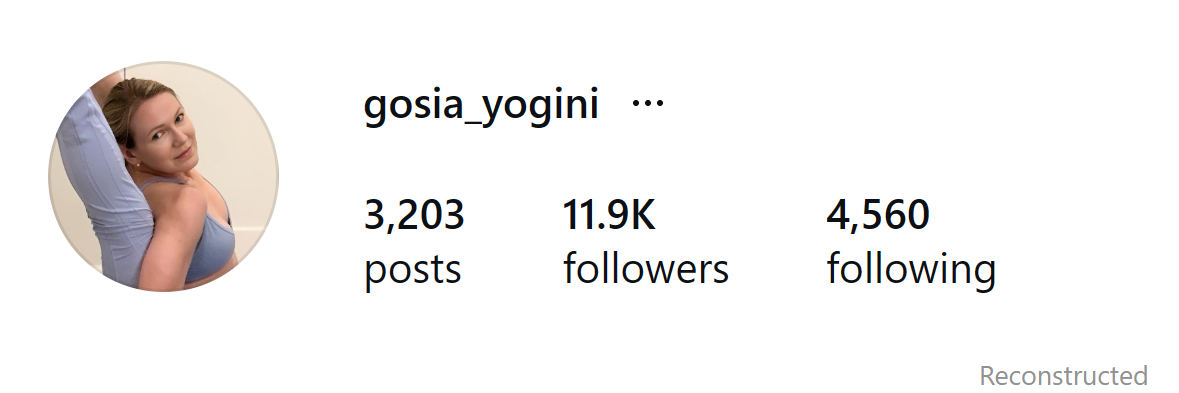 gosia_yogini ...
3,203 11.9K 4,560
posts followers following
Reconstructed